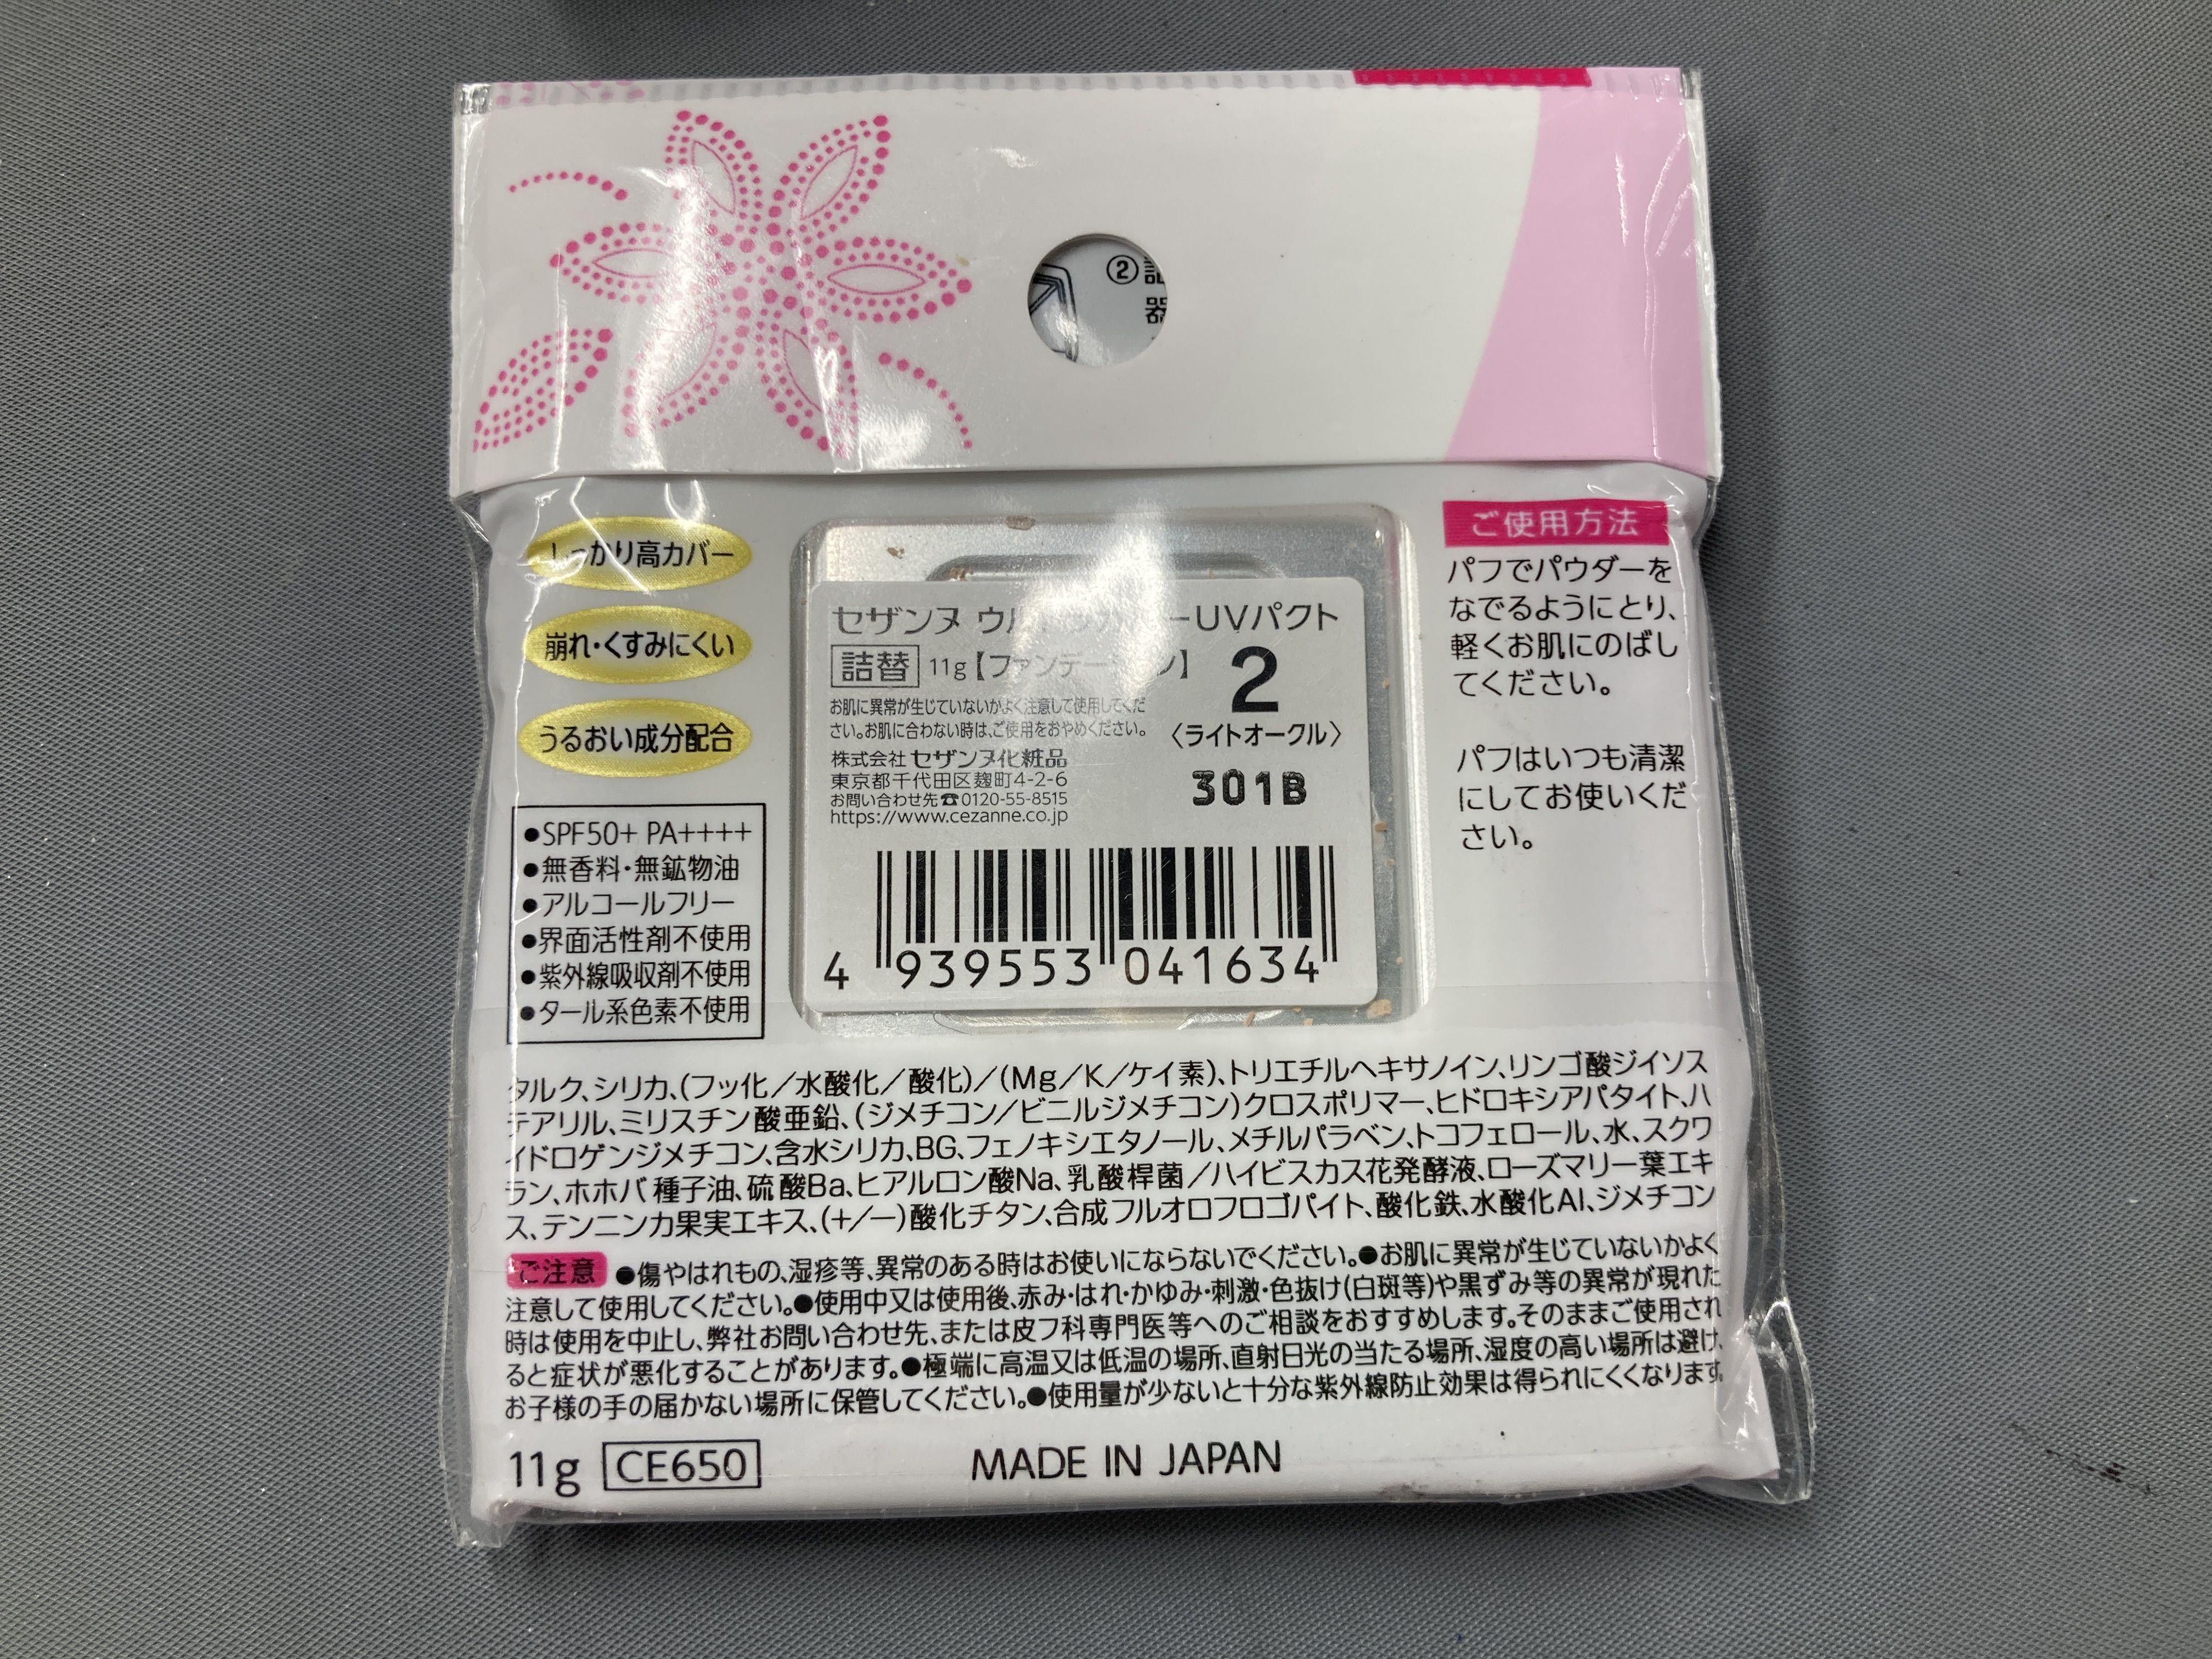 ②詰
器
しっかり高カバー
崩れ・くすみにくい
うるおい成分配合
●SPF50+ PA++++
●無香料・無鉱物油
●アルコールフリー
●界面活性剤不使用
●紫外線吸収剤不使用
●タール系色素不使用
セザンヌ ーUVパクト
詰替 11g【ファンデーション】
2
お肌に異常が生じていないかよく注意して使用してくだ
さい。お肌に合わない時は、ご使用をおやめください。
〈ライトオークル〉
株式会社 セザンヌ化粧品
東京都千代田区麹町4-2-6
お問い合わせ先☎0120-55-8515
https://www.cezanne.co.jp
301B
4 939553 041634
ご使用方法
パフでパウダーを
なでるようにとり、
軽くお肌にのばし
てください。
パフはいつも清潔
にしてお使いくだ
さい。
タルク、シリカ、(フッ化/水酸化/酸化)/(Mg/K/ケイ素)、トリエチルヘキサノイン、リンゴ酸ジイソス
テアリル、ミリスチン酸亜鉛、(ジメチコン/ビニルジメチコン)クロスポリマー、ヒドロキシアパタイト、ハ
イドロゲンジメチコン、含水シリカ、BG、フェノキシエタノール、メチルパラベン、トコフェロール、水、スクワ
ラン、ホホバ種子油、硫酸Ba、ヒアルロン酸Na、乳酸桿菌/ハイビスカス花発酵液、ローズマリー葉エキ
ス、テンニンカ果実エキス、(+/−)酸化チタン、合成フルオロフロゴパイト、酸化鉄、水酸化Al、ジメチコン
ご注意 ●傷やはれもの、湿疹等、異常のある時はお使いにならないでください。●お肌に異常が生じていないかよく
注意して使用してください。●使用中又は使用後、赤み・はれ・かゆみ・刺激・色抜け(白斑等)や黒ずみ等の異常が現れた
時は使用を中止し、弊社お問い合わせ先、または皮フ科専門医等へのご相談をおすすめします。そのままご使用され
ると症状が悪化することがあります。●極端に高温又は低温の場所、直射日光の当たる場所、湿度の高い場所は避け、
お子様の手の届かない場所に保管してください。●使用量が少ないと十分な紫外線防止効果は得られにくくなります。
11g CE650 MADE IN JAPAN